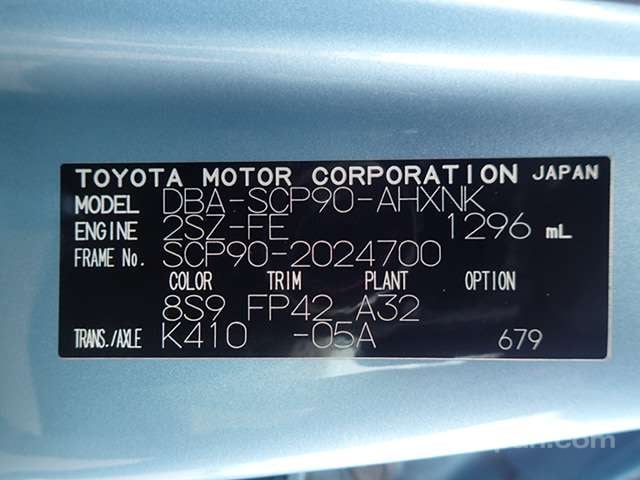 TOYOTA MOTOR CORPORATION JAPAN
MODEL DBA-SCP90-AHXNK
ENGINE 2SZ-FE 1296 mL
FRAME No. SCP90-2024700
COLOR TRIM PLANT OPTION
8S9 FP42 A32
TRANS./AXLE K410 -05A 679